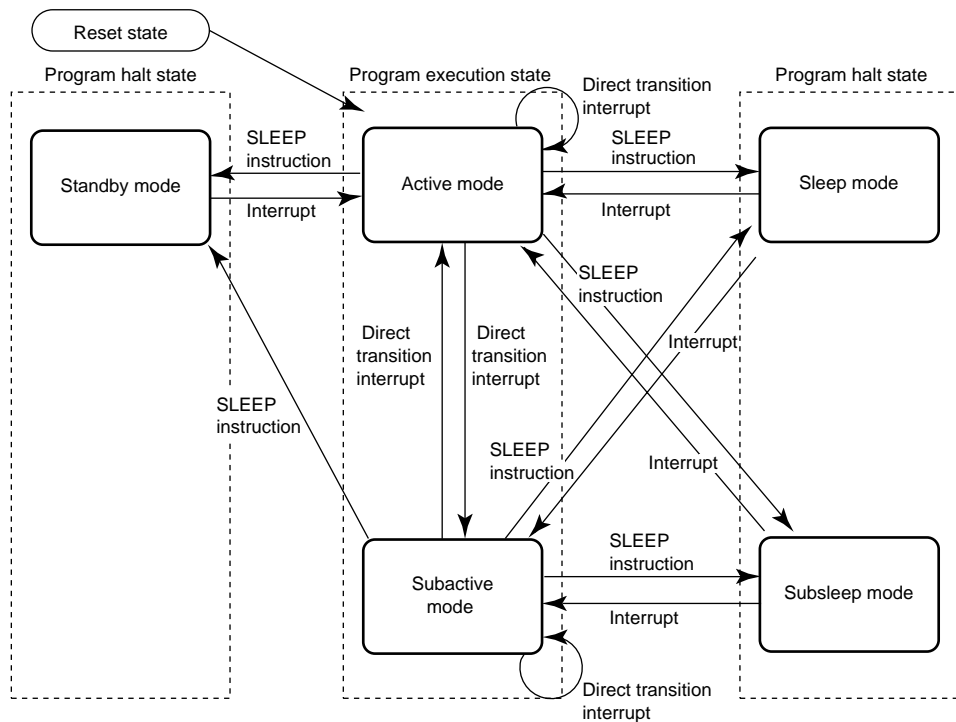 Reset state
Program halt state
Program execution state
Program halt state
Direct transition
interrupt
SLEEP
instruction
SLEEP
instruction
Standby mode
Active mode
Sleep mode
Interrupt
Interrupt
SLEEP
instruction
Direct
transition
interrupt
Direct
transition
interrupt
Interrupt
SLEEP
instruction
SLEEP
instruction
Interrupt
SLEEP
instruction
Subactive
mode
Subsleep mode
Interrupt
Direct transition
interrupt